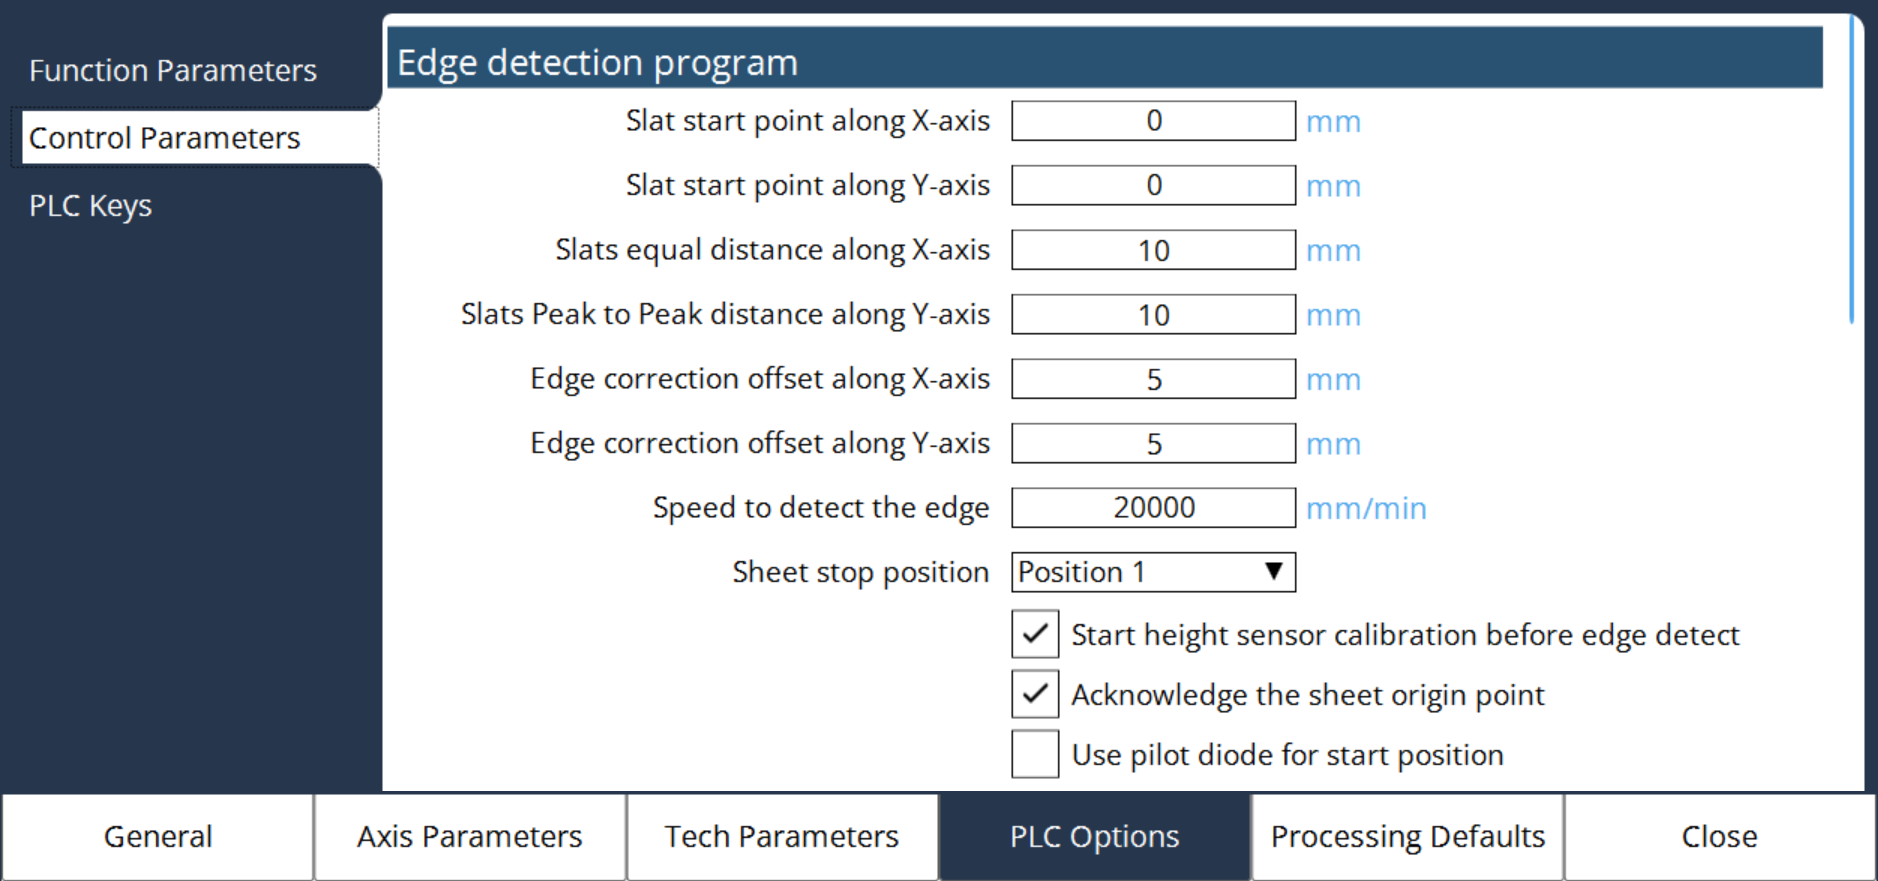 Function Parameters
Control Parameters
PLC Keys
Edge detection program
Slat start point along X-axis 0 mm
Slat start point along Y-axis 0 mm
Slats equal distance along X-axis 10 mm
Slats Peak to Peak distance along Y-axis 10 mm
Edge correction offset along X-axis 5 mm
Edge correction offset along Y-axis 5 mm
Speed to detect the edge 20000 mm/min
Sheet stop position Position 1
Start height sensor calibration before edge detect
Acknowledge the sheet origin point
Use pilot diode for start position
General Axis Parameters Tech Parameters PLC Options Processing Defaults Close